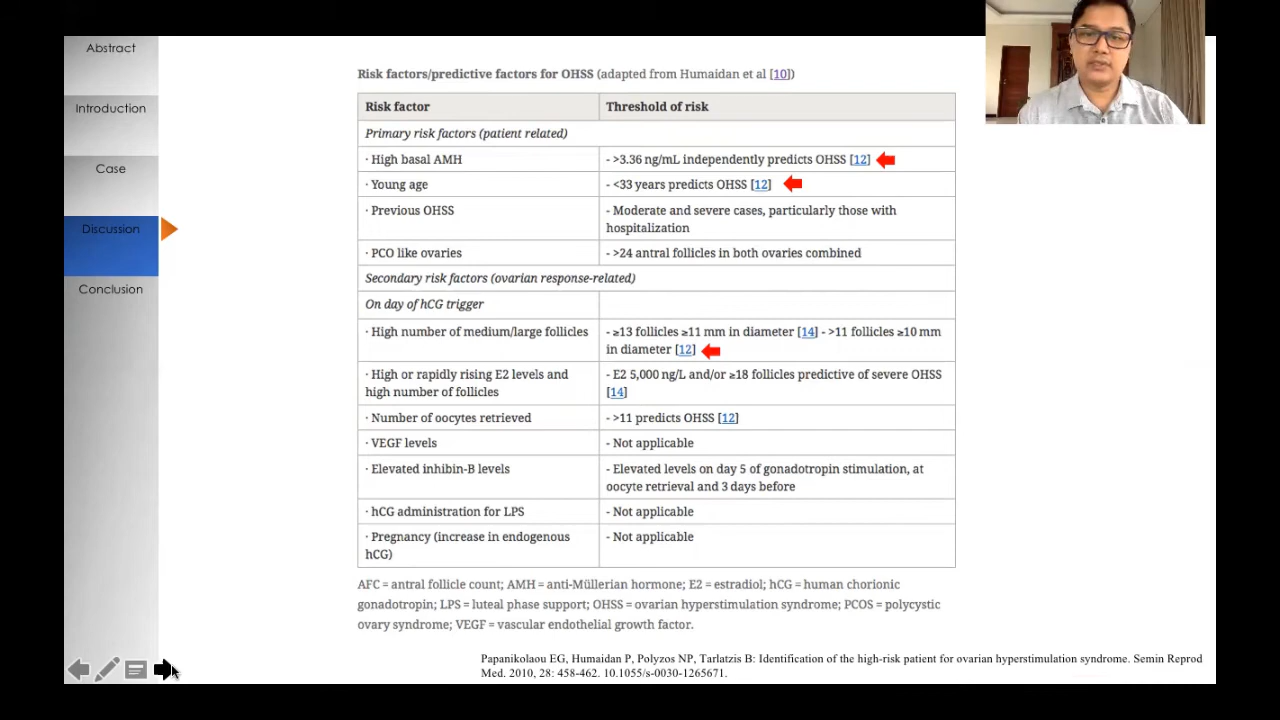 Abstract
Introduction
Case
Discussion
Conclusion
Risk factors/predictive factors for OHSS (adapted from Humaidan et al [10])
Risk factor
Threshold of risk
Primary risk factors (patient related)
· High basal AMH
- >3.36 ng/mL independently predicts OHSS [12]
· Young age
- <33 years predicts OHSS [12]
· Previous OHSS
- Moderate and severe cases, particularly those with
hospitalization
· PCO like ovaries
- >24 antral follicles in both ovaries combined
Secondary risk factors (ovarian response-related)
On day of hCG trigger
· High number of medium/large follicles
- ≥13 follicles ≥11 mm in diameter [14] - >11 follicles ≥10 mm
in diameter [12]
· High or rapidly rising E2 levels and
high number of follicles
- E2 5,000 ng/L and/or ≥18 follicles predictive of severe OHSS
[14]
· Number of oocytes retrieved
- >11 predicts OHSS [12]
· VEGF levels
- Not applicable
· Elevated inhibin-B levels
- Elevated levels on day 5 of gonadotropin stimulation, at
oocyte retrieval and 3 days before
· hCG administration for LPS
- Not applicable
· Pregnancy (increase in endogenous
hCG)
- Not applicable
AFC = antral follicle count; AMH = anti-Müllerian hormone; E2 = estradiol; hCG = human chorionic
gonadotropin; LPS = luteal phase support; OHSS = ovarian hyperstimulation syndrome; PCOS = polycystic
ovary syndrome; VEGF = vascular endothelial growth factor.
Papanikolaou EG, Humaidan P, Polyzos NP, Tarlatzis B: Identification of the high-risk patient for ovarian hyperstimulation syndrome. Semin Reprod
Med. 2010, 28: 458-462. 10.1055/s-0030-1265671.